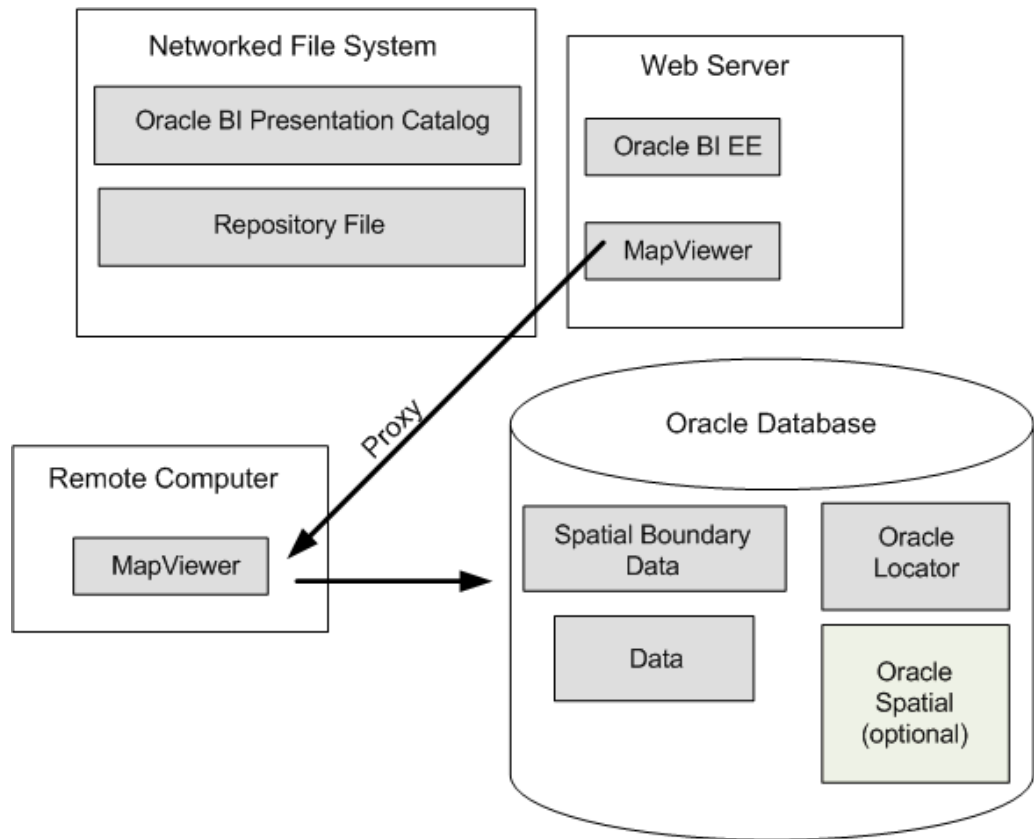 Networked File System
Oracle BI Presentation Catalog
Repository File
Web Server
Oracle BI EE
MapViewer
Proxy
Remote Computer
MapViewer
Oracle Database
Spatial Boundary
Data
Data
Oracle
Locator
Oracle
Spatial
(optional)